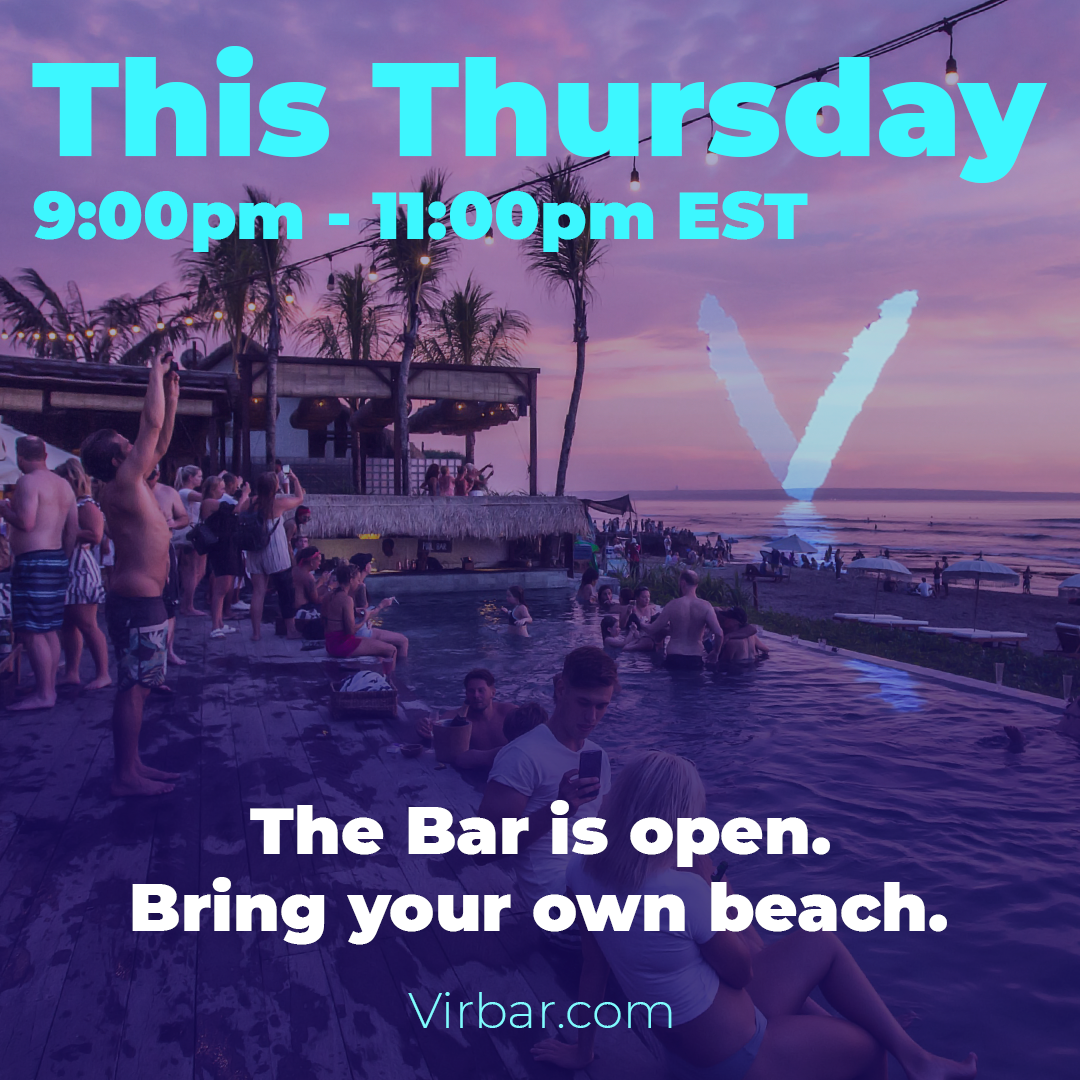 This Thursday
9:00pm - 11:00pm EST
V
The Bar is open.
Bring your own beach.
Virbar.com